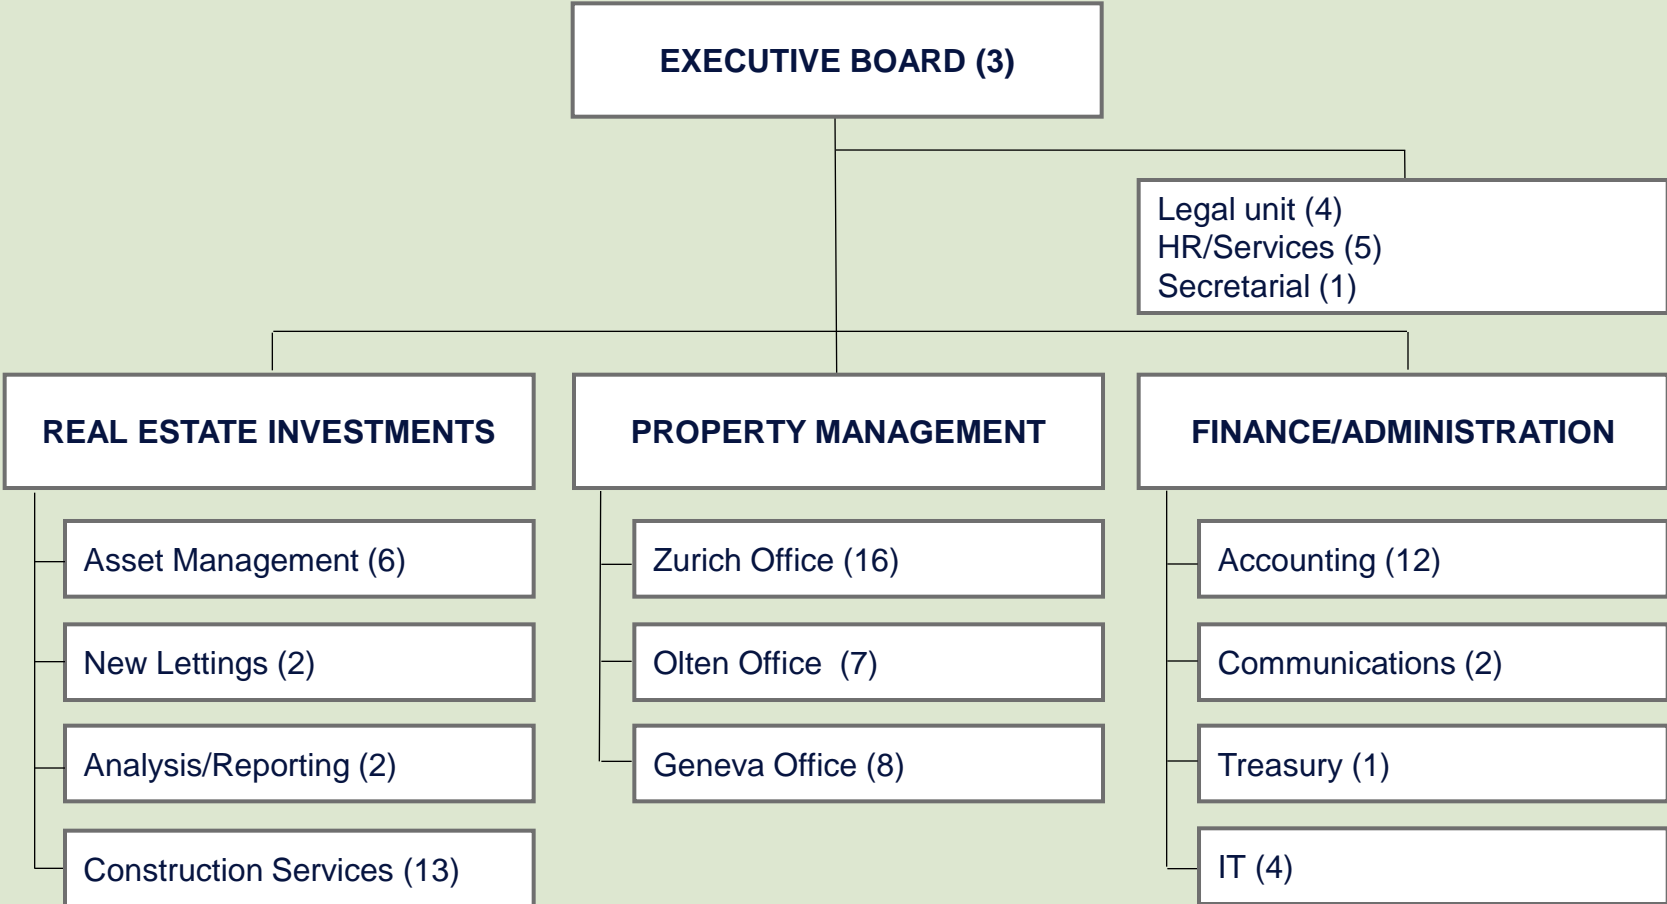 EXECUTIVE BOARD (3)
Legal unit (4)
HR/Services (5)
Secretarial (1)
REAL ESTATE INVESTMENTS
Asset Management (6)
New Lettings (2)
Analysis/Reporting (2)
Construction Services (13)
PROPERTY MANAGEMENT
Zurich Office (16)
Olten Office  (7)
Geneva Office (8)
FINANCE/ADMINISTRATION
Accounting (12)
Communications (2)
Treasury (1)
IT (4)